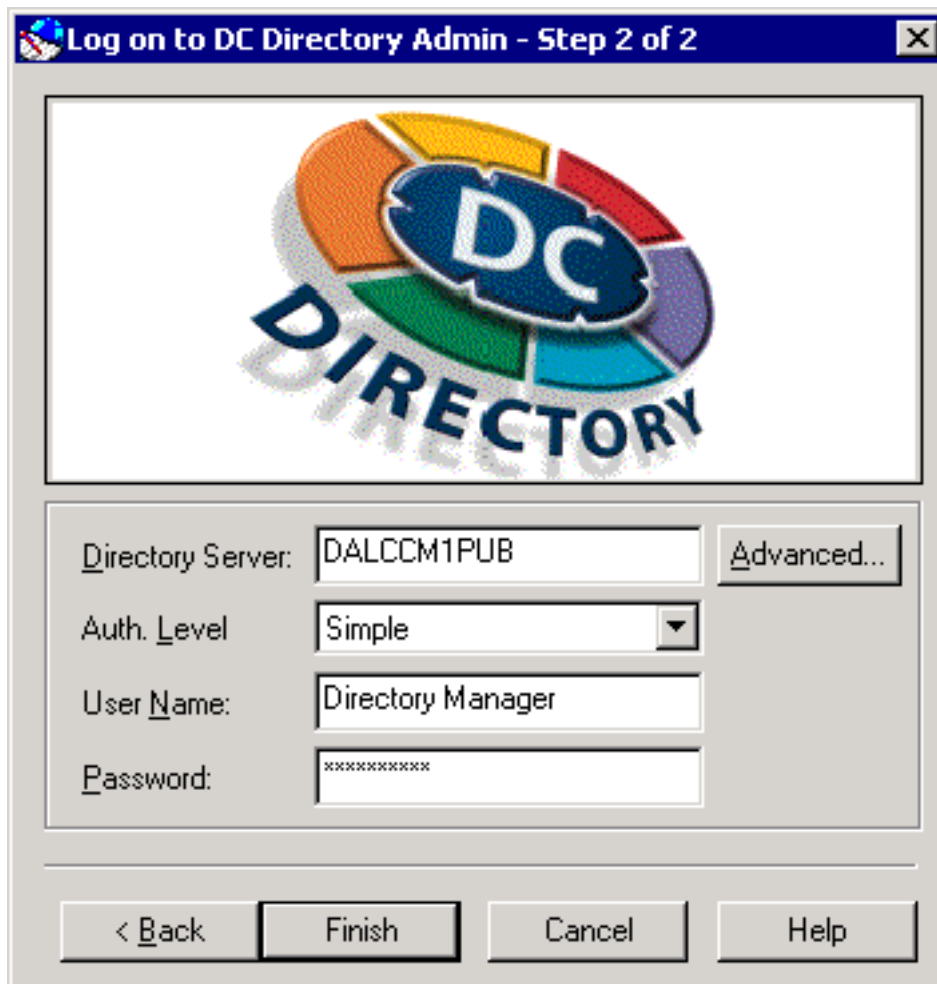 Log on to DC Directory Admin - Step 2 of 2
DC
DIRECTORY
Directory Server: DALCCM1PUB Advanced...
Auth. Level Simple
User Name: Directory Manager
Password: **********
< Back Finish Cancel Help